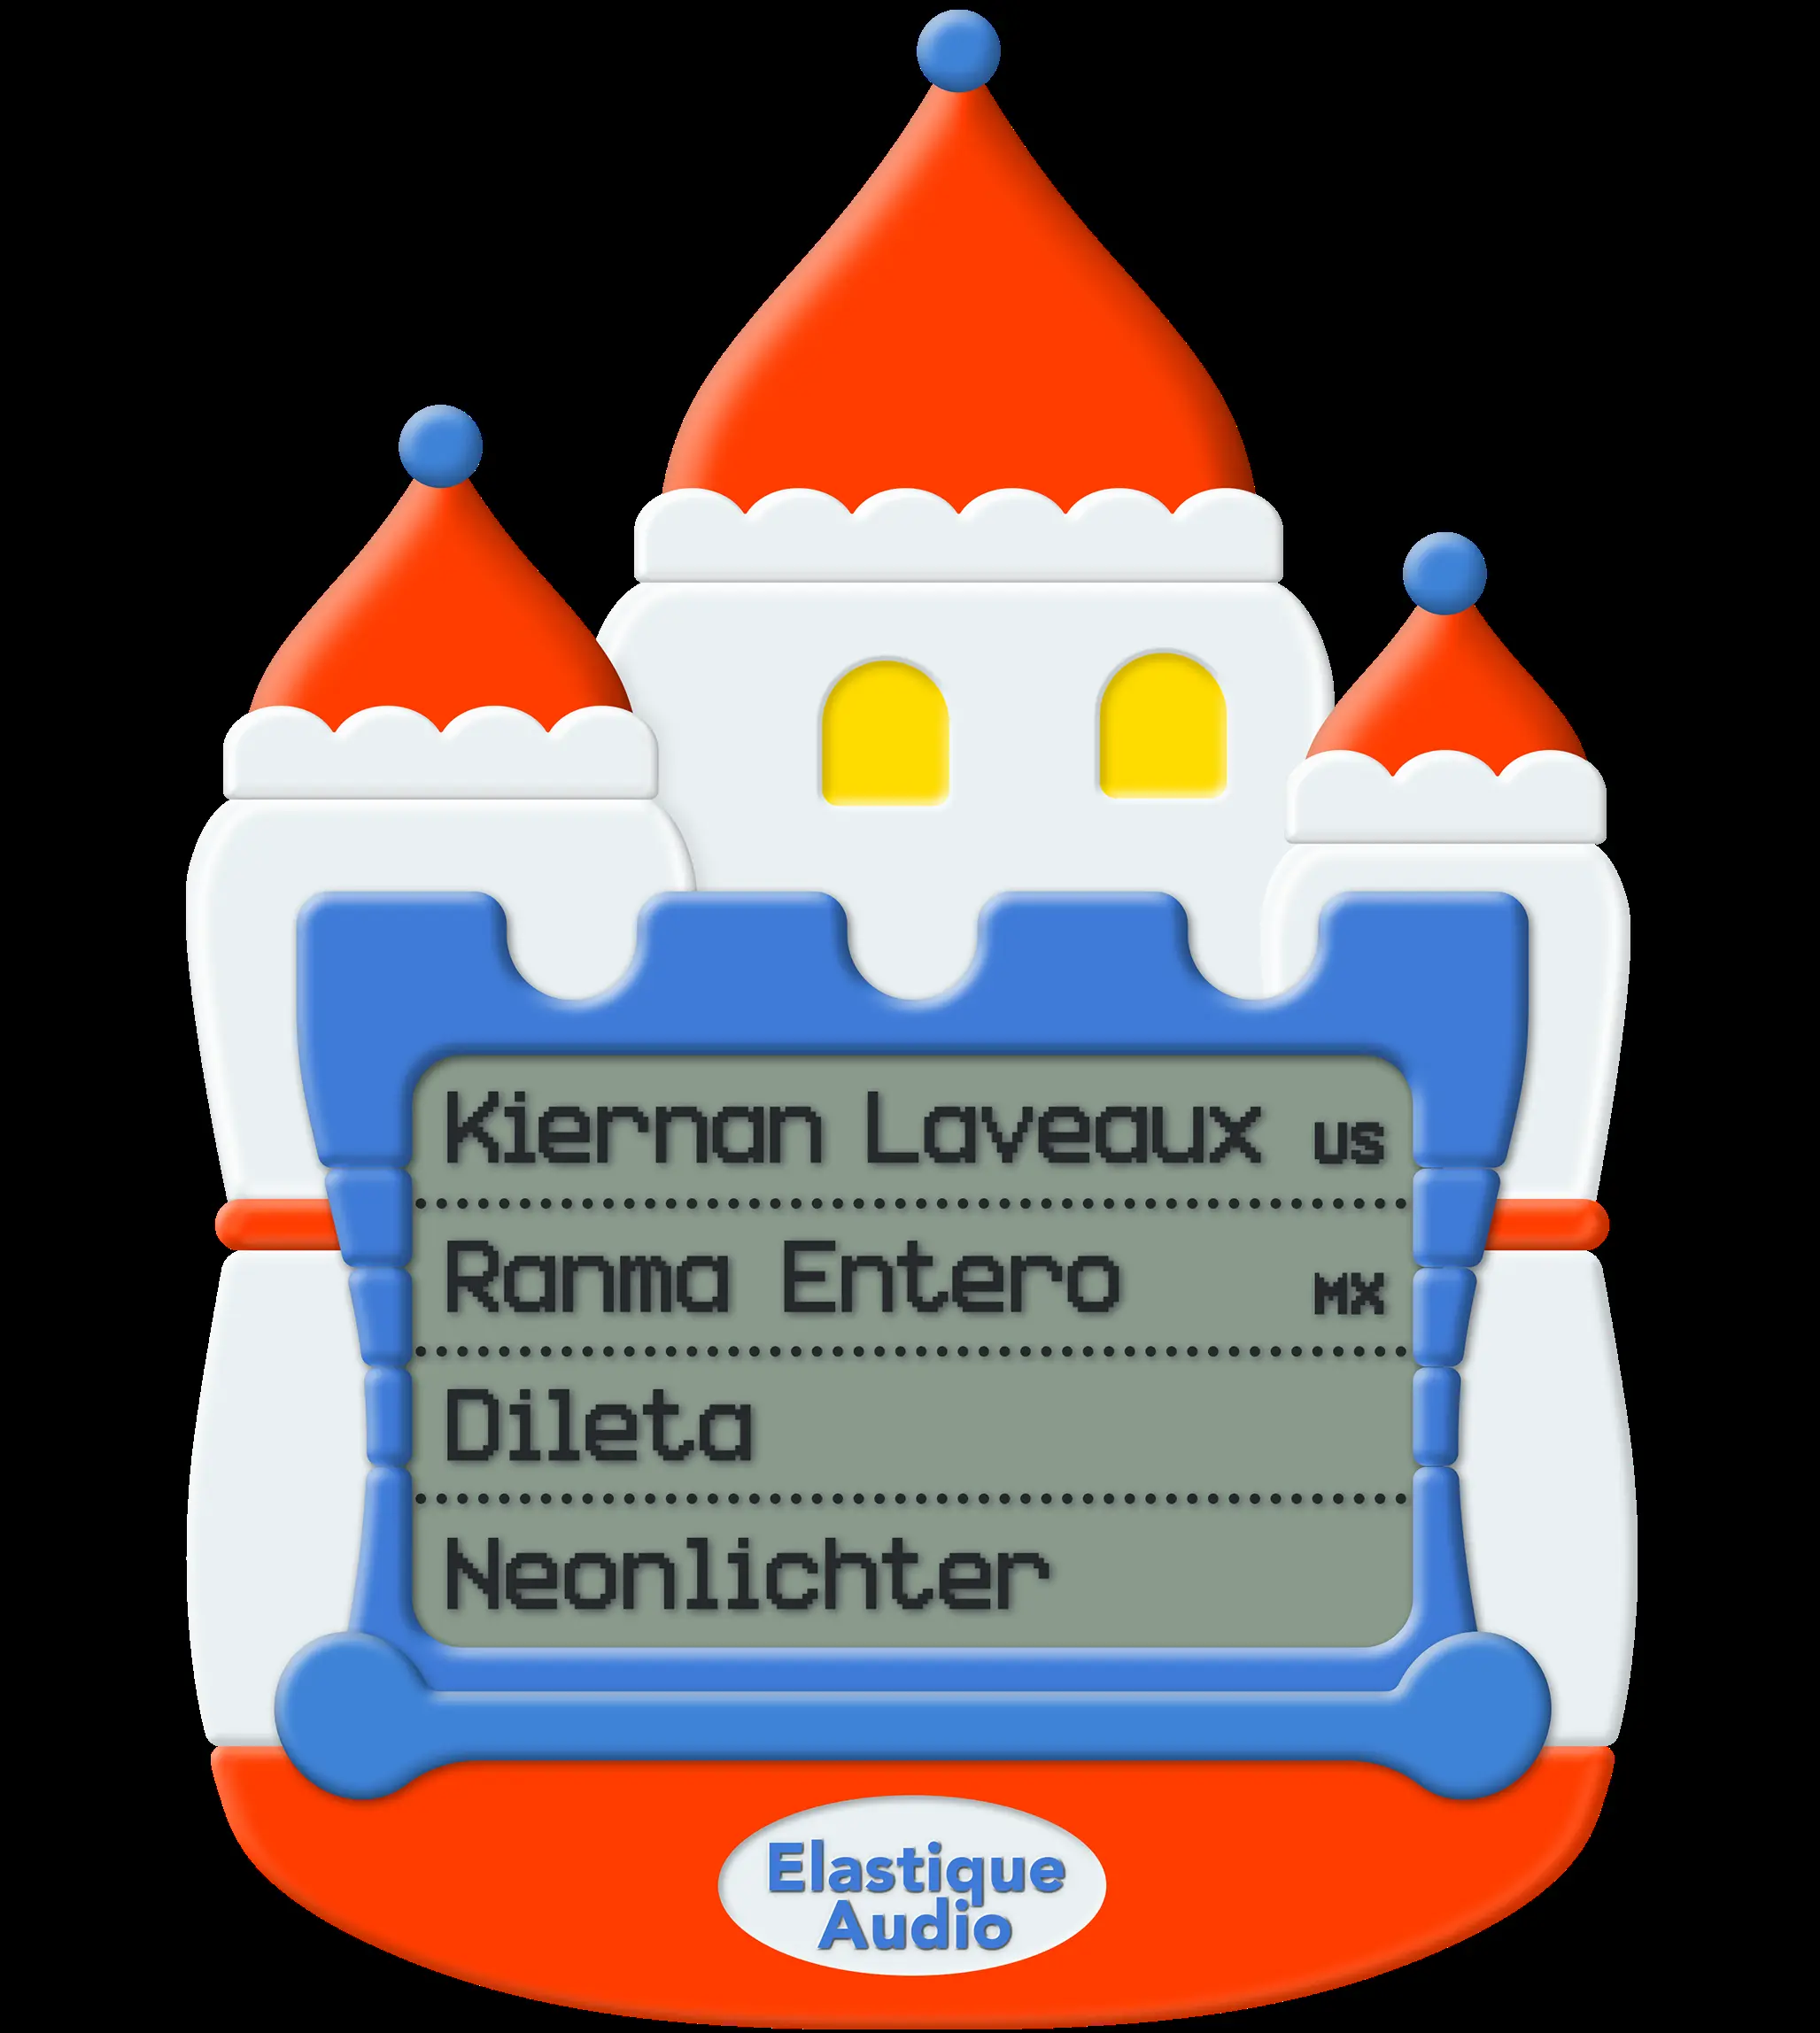 Kiernan Laveaux US
Ranma Entero MX
Dileta
Neonlichter
Elastique
Audio